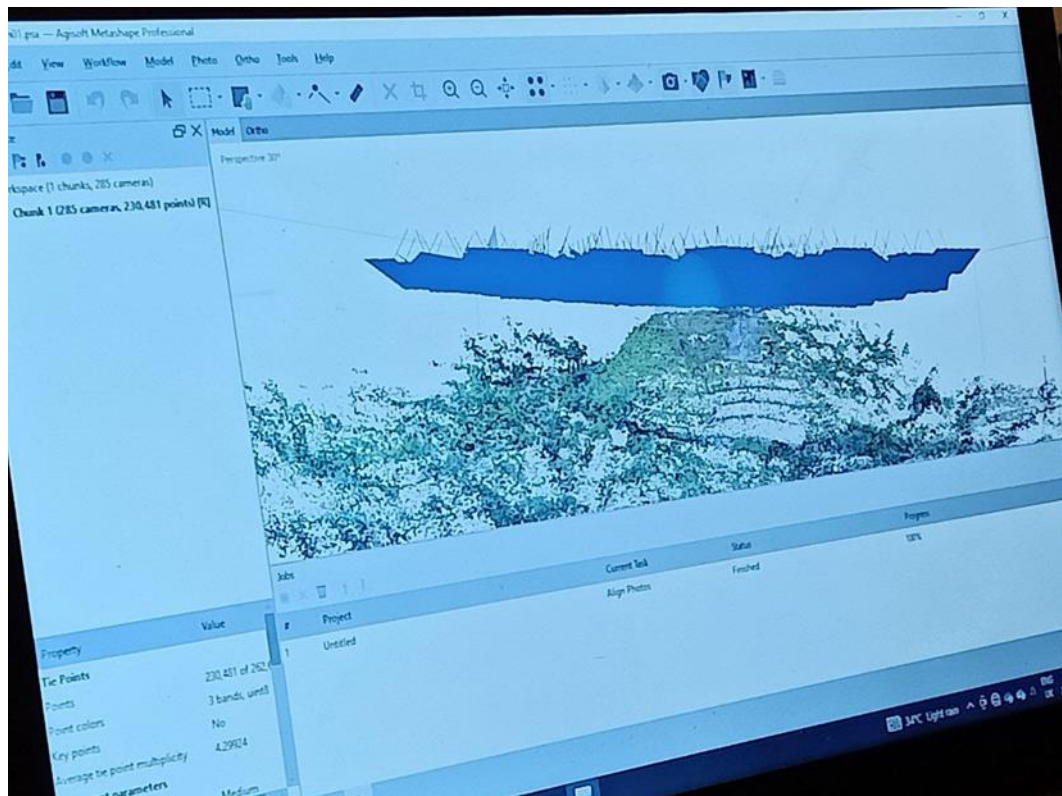 Agisoft Metashape Professional
View Workflow Model Photo Ortho Tools Help
Model Ortho
Perspective 30°
(1 chunks, 285 cameras)
Chunk 1 (285 cameras, 230,481 points) [R]
Jobs
# Project Current Task Status Progress
1 Untitled Align Photos Finished 100%
Property Value
Tie Points
Points 230,481 of
Point colors 3 bands, uint8
Key points No
Average tie point multiplicity 4.29924
parameters
Medium
34°C Light rain
ENG
UK